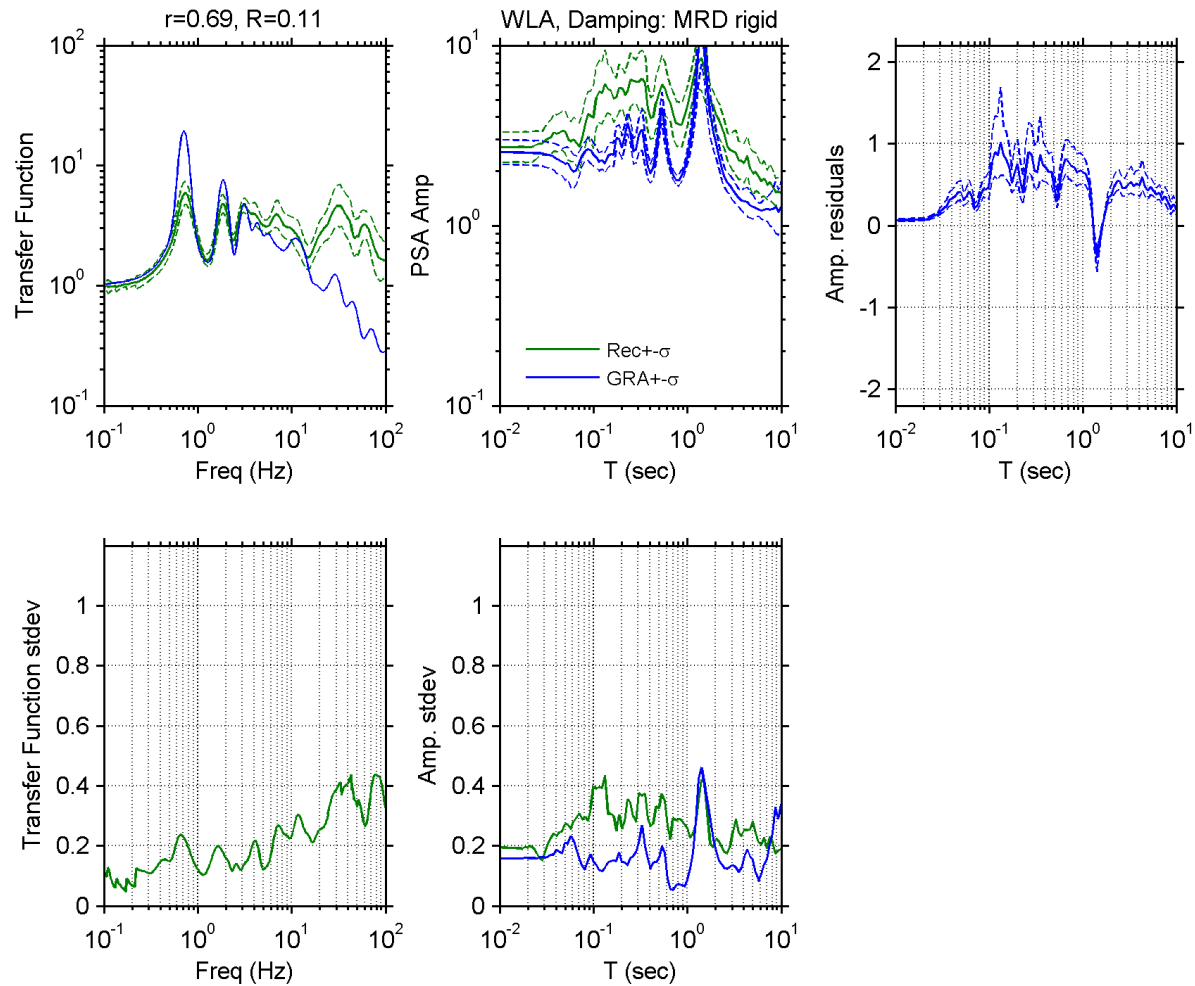 r=0.69, R=0.11
Transfer Function
10^2
10^1
10^0
10^-1
10^-1 10^0 10^1 10^2
Freq (Hz)
WLA, Damping: MRD rigid
PSA Amp
10^1
10^0
10^-1
Rec+-σ
GRA+-σ
10^-2 10^-1 10^0 10^1
T (sec)
Amp. residuals
2
1
0
-1
-2
10^-2 10^-1 10^0 10^1
T (sec)
Transfer Function stdev
1
0.8
0.6
0.4
0.2
0
10^-1 10^0 10^1 10^2
Freq (Hz)
Amp. stdev
1
0.8
0.6
0.4
0.2
0
10^-2 10^-1 10^0 10^1
T (sec)